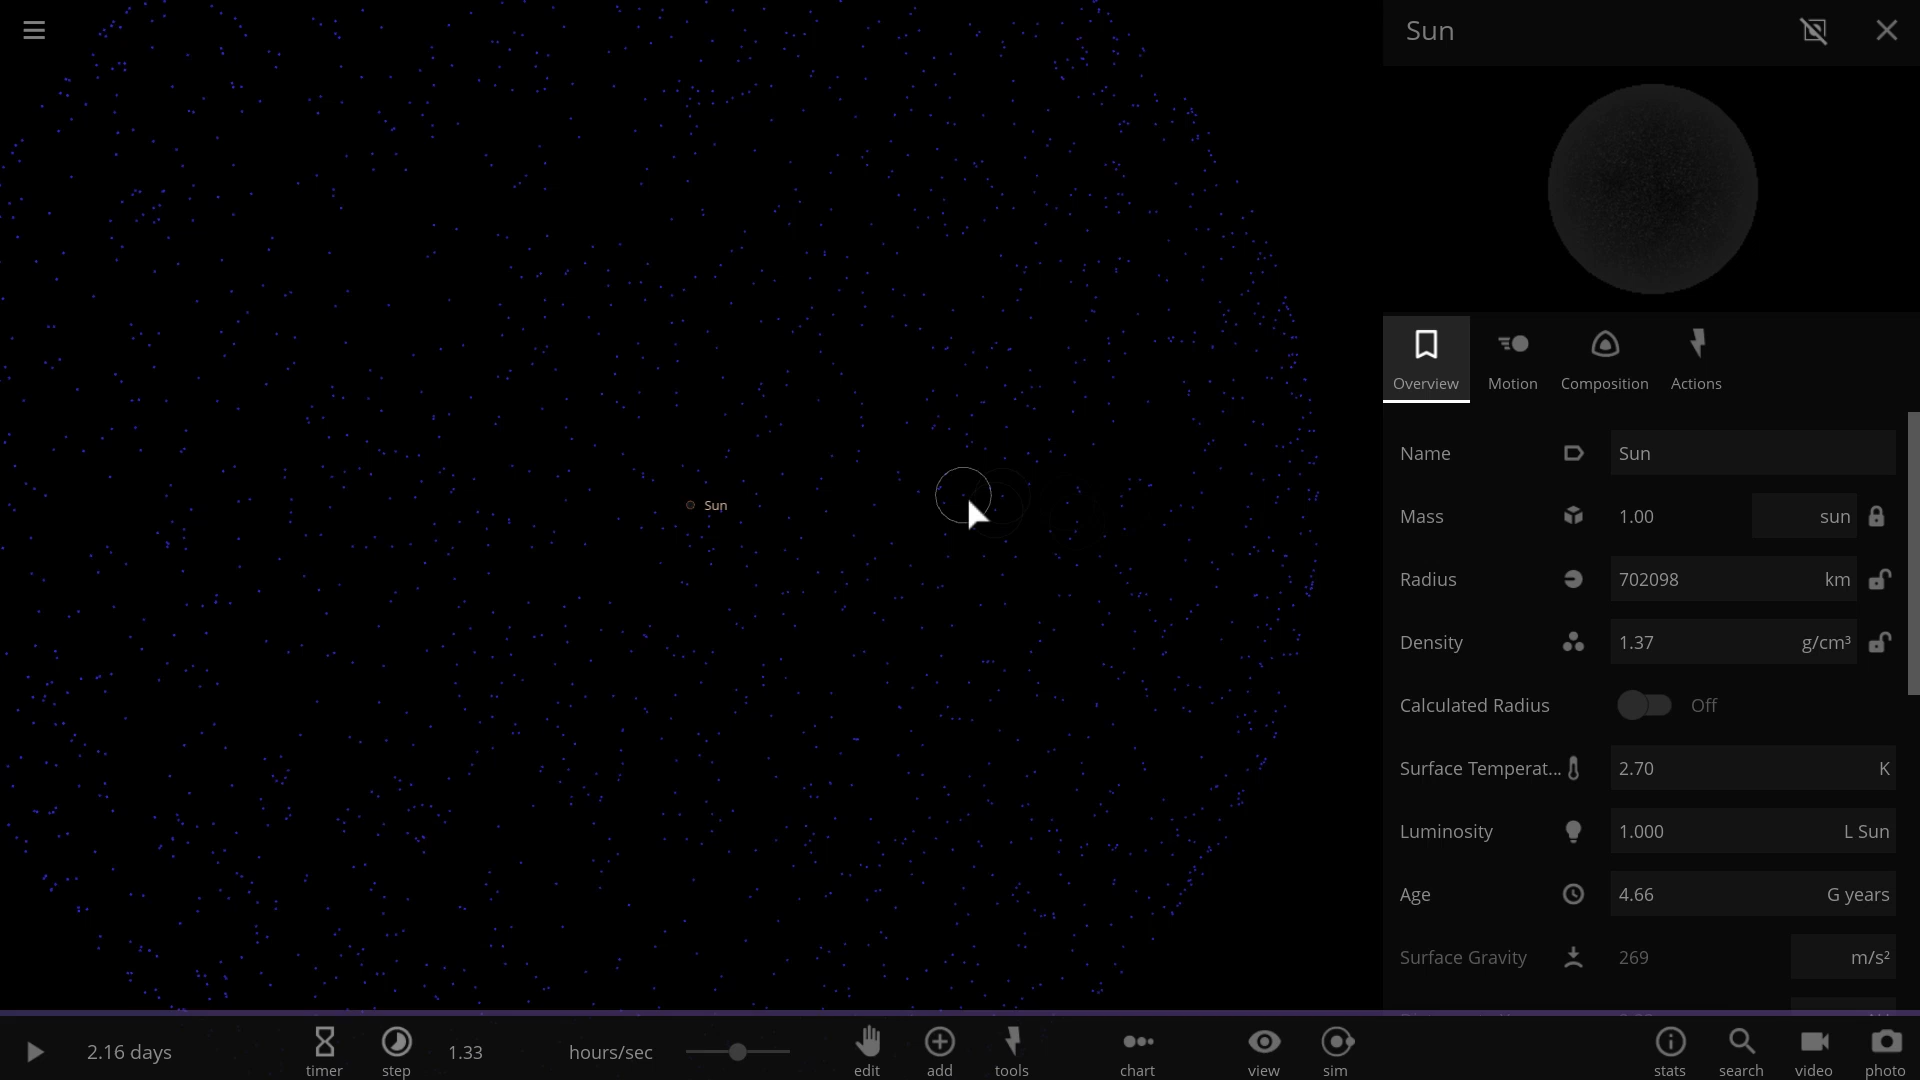 Sun
Sun
Overview
Motion
Composition
Actions
Name Sun
Mass 1.00 sun
Radius 702098 km
Density 1.37 g/cm³
Calculated Radius Off
Surface Temperat... 2.70 K
Luminosity 1.000 L Sun
Age 4.66 G years
Surface Gravity 269 m/s²
2.16 days
timer
step
1.33 hours/sec
edit
add
tools
chart
view
sim
stats
search
video
photo